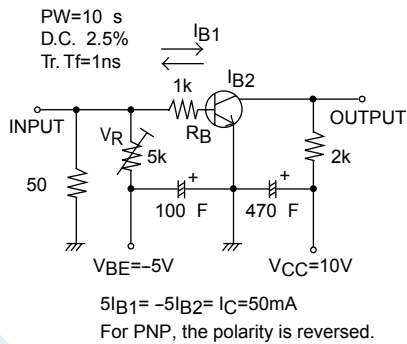 PW=10 s
D.C. 2.5%
Tr. Tf=1ns
IB1
1k
IB2
INPUT
VR
RB
OUTPUT
5k
2k
50
+
+
100 F
470 F
VBE=–5V
VCC=10V
5IB1= –5IB2= IC=50mA
For PNP, the polarity is reversed.